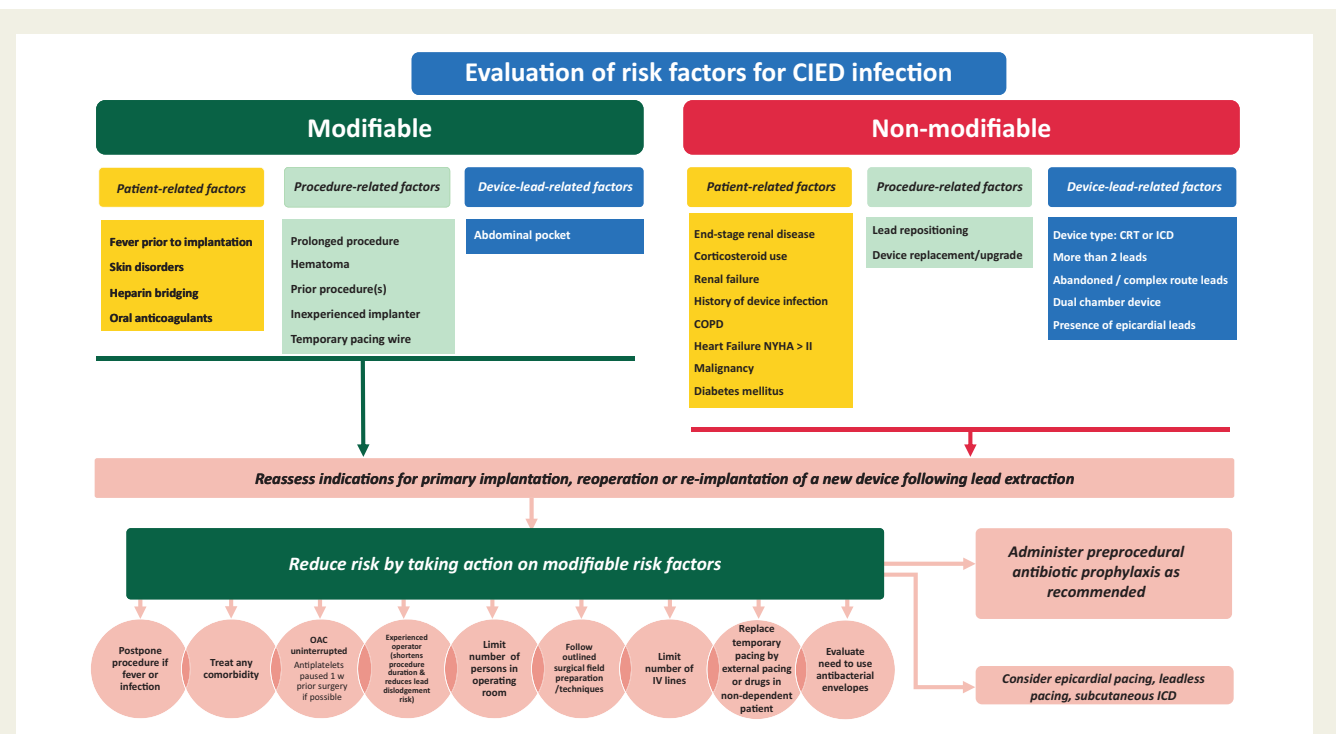 Evaluation of risk factors for CIED infection
Modifiable
Patient-related factors
Fever prior to implantation
Skin disorders
Heparin bridging
Oral anticoagulants
Procedure-related factors
Prolonged procedure
Hematoma
Prior procedure(s)
Inexperienced implanter
Temporary pacing wire
Device-lead-related factors
Abdominal pocket
Non-modifiable
Patient-related factors
End-stage renal disease
Corticosteroid use
Renal failure
History of device infection
COPD
Heart Failure NYHA > II
Malignancy
Diabetes mellitus
Procedure-related factors
Lead repositioning
Device replacement/upgrade
Device-lead-related factors
Device type: CRT or ICD
More than 2 leads
Abandoned / complex route leads
Dual chamber device
Presence of epicardial leads
Reassess indications for primary implantation, reoperation or re-implantation of a new device following lead extraction
Reduce risk by taking action on modifiable risk factors
Administer preprocedural
antibiotic prophylaxis as
recommended
Postpone
procedure if
fever or
infection
Treat any
comorbidity
OAC
uninterrupted
Antiplatelets
paused 1 w
prior surgery
if possible
Experienced
operator
(shortens
procedure
duration &
reduces lead
dislodgement
risk)
Limit
number of
persons in
operating
room
Follow
outlined
surgical field
preparation
/techniques
Limit
number of
IV lines
Replace
temporary
pacing by
external pacing
or drugs in
non-dependent
patient
Evaluate
need to use
antibacterial
envelopes
Consider epicardial pacing, leadless
pacing, subcutaneous ICD